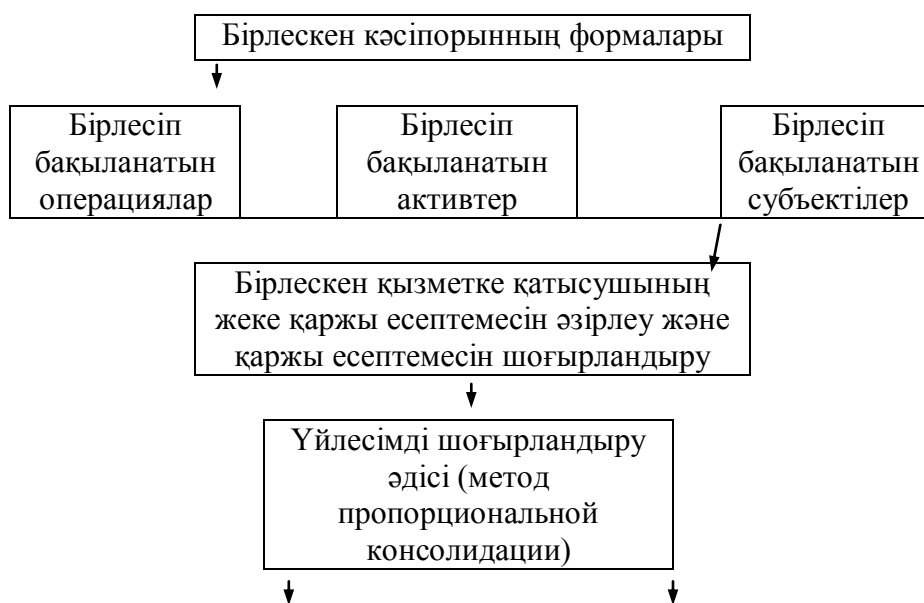 Бірлескен кәсіпорынның формалары
Бірлесіп
бақыланатын
операциялар
Бірлесіп
бақыланатын
активтер
Бірлесіп
бақыланатын
субъектілер
Бірлескен қызметке қатысушының
жеке қаржы есептемесін әзірлеу және
қаржы есептемесін шоғырландыру
Үйлесімді шоғырландыру
әдісі (метод
пропорциональной
консолидации)